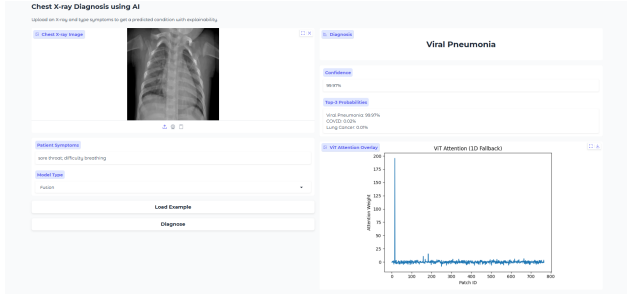 Chest X-ray Diagnosis using AI
Upload an X-ray and type symptoms to get a predicted condition with explainability.
Chest X-ray Image
Patient Symptoms
sore throat, difficulty breathing
Model Type
Fusion
Load Example
Diagnose
Diagnosis
Viral Pneumonia
Confidence
99.97%
Top-3 Probabilities
Viral Pneumonia: 99.97%
COVID: 0.02%
Lung Cancer: 0.01%
ViT Attention Overlay
ViT Attention (1D Fallback)
Attention Weight
200
175
150
125
100
75
50
25
0
0 100 200 300 400 500 600 700 800
Patch ID